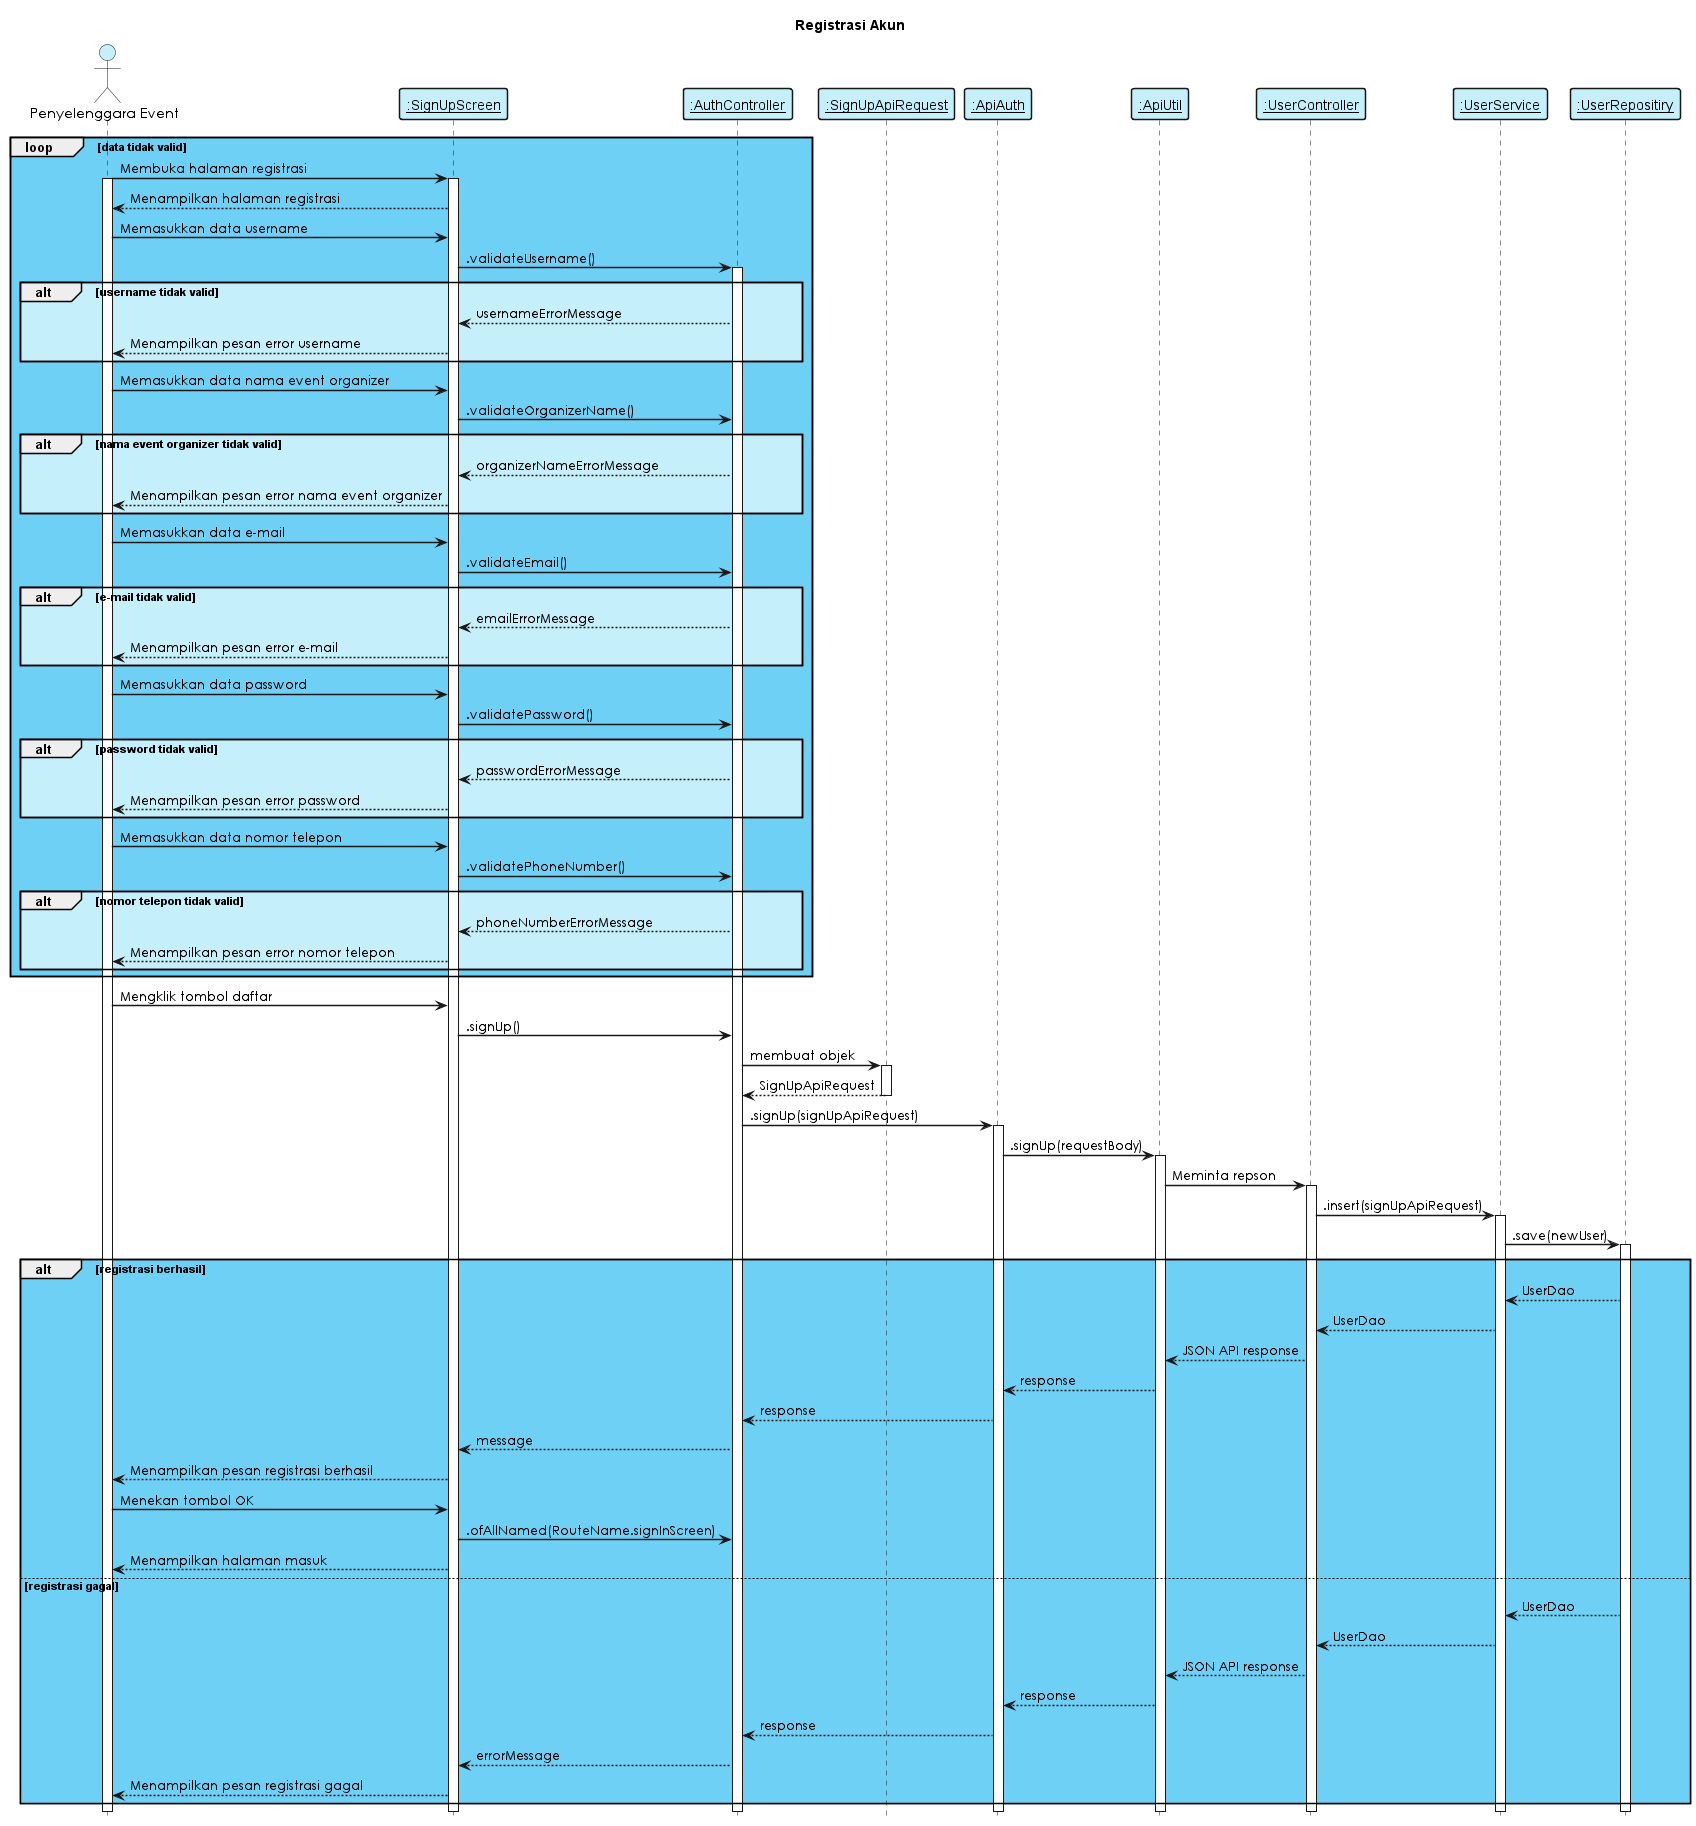 Registrasi Akun
Penyelenggara Event
:SignUpScreen
:AuthController
:SignUpApiRequest
:ApiAuth
:ApiUtil
:UserController
:UserService
:UserRepositiry
loop [data tidak valid]
Membuka halaman registrasi
Menampilkan halaman registrasi
Memasukkan data username
.validateUsername()
alt [username tidak valid]
usernameErrorMessage
Menampilkan pesan error username
Memasukkan data nama event organizer
.validateOrganizerName()
alt [nama event organizer tidak valid]
organizerNameErrorMessage
Menampilkan pesan error nama event organizer
Memasukkan data e-mail
.validateEmail()
alt [e-mail tidak valid]
emailErrorMessage
Menampilkan pesan error e-mail
Memasukkan data password
.validatePassword()
alt [password tidak valid]
passwordErrorMessage
Menampilkan pesan error password
Memasukkan data nomor telepon
.validatePhoneNumber()
alt [nomor telepon tidak valid]
phoneNumberErrorMessage
Menampilkan pesan error nomor telepon
Mengklik tombol daftar
.signUp()
membuat objek
SignUpApiRequest
.signUp(signUpApiRequest)
.signUp(requestBody)
Meminta repson
.insert(signUpApiRequest)
.save(newUser)
alt [registrasi berhasil]
UserDao
UserDao
JSON API response
response
response
message
Menampilkan pesan registrasi berhasil
Menekan tombol OK
.ofAllNamed(RouteName.signInScreen)
Menampilkan halaman masuk
[registrasi gagal]
UserDao
UserDao
JSON API response
response
response
errorMessage
Menampilkan pesan registrasi gagal